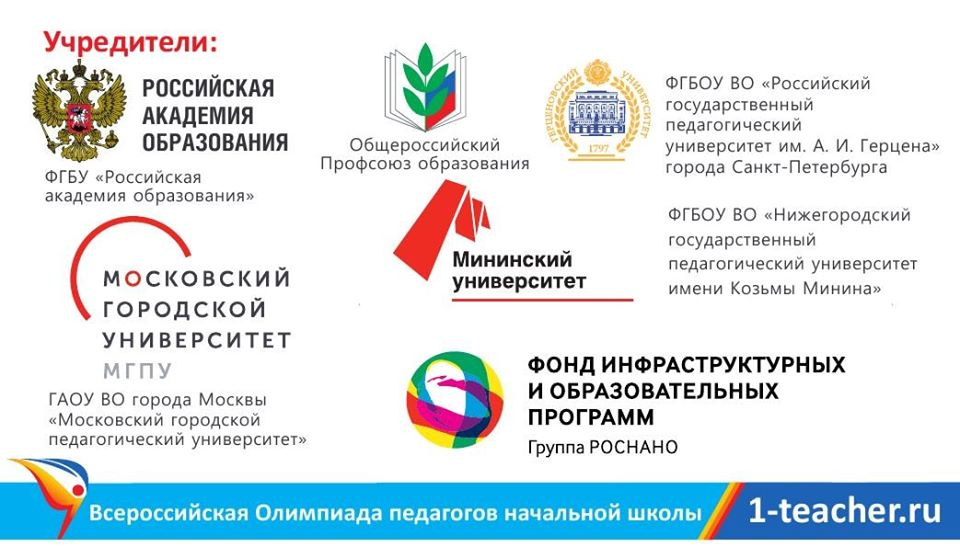 Учредители:
РОССИЙСКАЯ
АКАДЕМИЯ
ОБРАЗОВАНИЯ
ФГБУ «Российская
академия образования»
Общероссийский
Профсоюз образования
ГЕРЦЕНОВСКИЙ УНИВЕРСИТЕТ
1797
ФГБОУ ВО «Российский
государственный
педагогический
университет им. А. И. Герцена»
города Санкт-Петербурга
Мининский
университет
ФГБОУ ВО «Нижегородский
государственный
педагогический университет
имени Козьмы Минина»
МОСКОВСКИЙ
ГОРОДСКОЙ
УНИВЕРСИТЕТ
МГПУ
ГАОУ ВО города Москвы
«Московский городской
педагогический университет»
ФОНД ИНФРАСТРУКТУРНЫХ
И ОБРАЗОВАТЕЛЬНЫХ
ПРОГРАММ
Группа РОСНАНО
Всероссийская Олимпиада педагогов начальной школы
1-teacher.ru